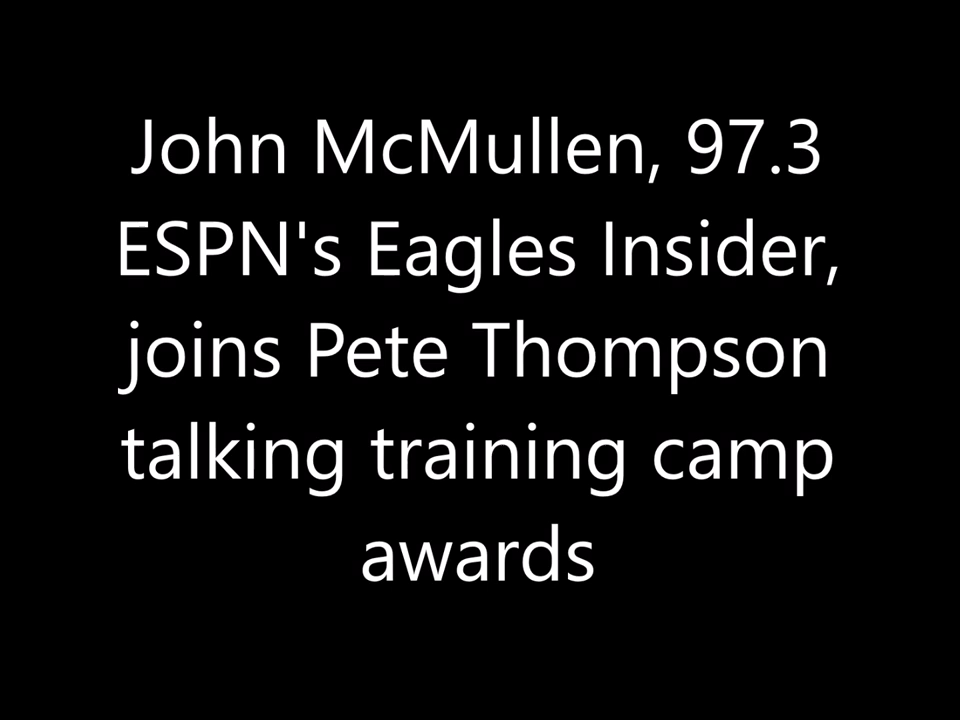 John McMullen, 97.3
ESPN's Eagles Insider,
joins Pete Thompson
talking training camp
awards